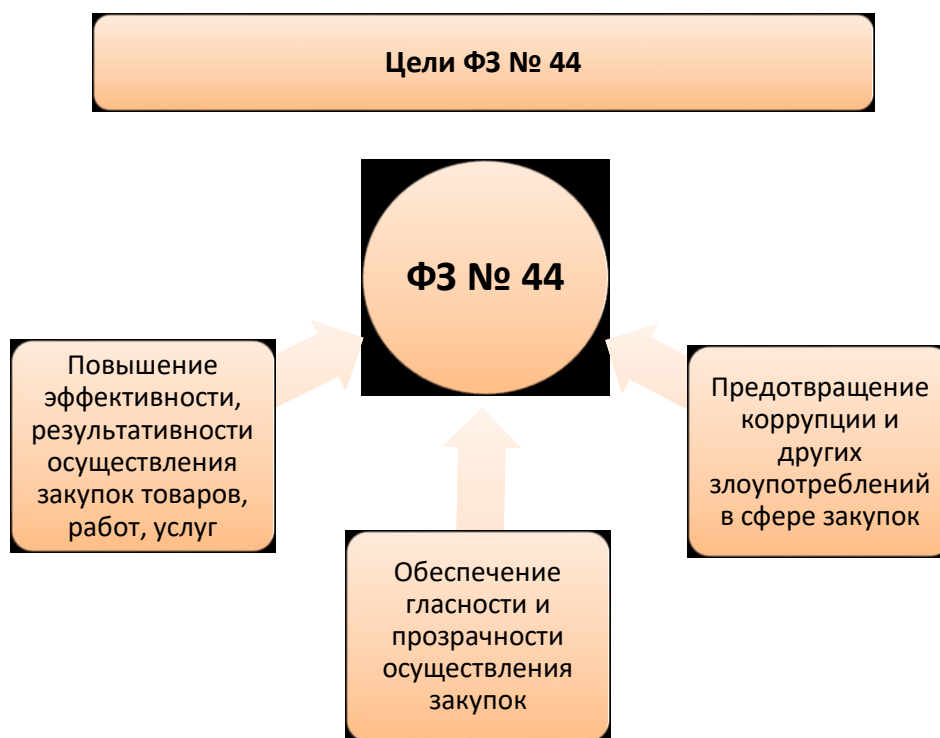 Цели ФЗ № 44
ФЗ № 44
Повышение
эффективности,
результативности
осуществления
закупок товаров,
работ, услуг
Обеспечение
гласности и
прозрачности
осуществления
закупок
Предотвращение
коррупции и
других
злоупотреблений
в сфере закупок